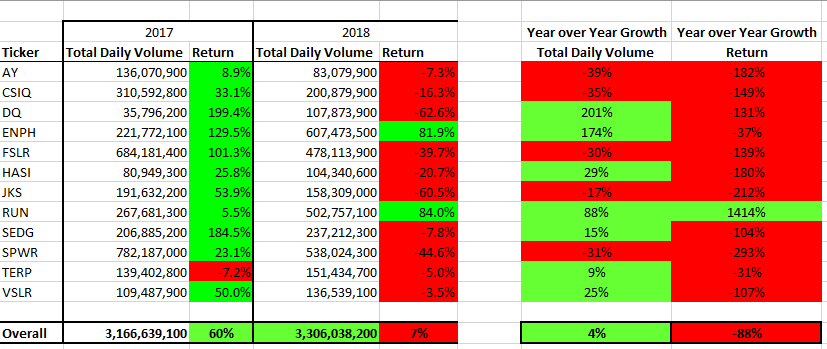 2017 2018 Year over Year Growth Year over Year Growth
Ticker Total Daily Volume Return Total Daily Volume Return Total Daily Volume Return
AY 136,070,900 8.9% 83,079,900 -7.3% -39% -182%
CSIQ 310,592,800 33.1% 200,879,900 -16.3% -35% -149%
DQ 35,796,200 199.4% 107,873,900 -62.6% 201% -131%
ENPH 221,772,100 129.5% 607,473,500 81.9% 174% -37%
FSLR 684,181,400 101.3% 478,113,900 -39.7% -30% -139%
HASI 80,949,300 25.8% 104,340,600 -20.7% 29% -180%
JKS 191,632,200 53.9% 158,309,000 -60.5% -17% -212%
RUN 267,681,300 5.5% 502,757,100 84.0% 88% 1414%
SEDG 206,885,200 184.5% 237,212,300 -7.8% 15% -104%
SPWR 782,187,000 23.1% 538,024,300 -44.6% -31% -293%
TERP 139,402,800 -7.2% 151,434,700 -5.0% 9% -31%
VSLR 109,487,900 50.0% 136,539,100 -3.5% 25% -107%
Overall 3,166,639,100 60% 3,306,038,200 7% 4% -88%